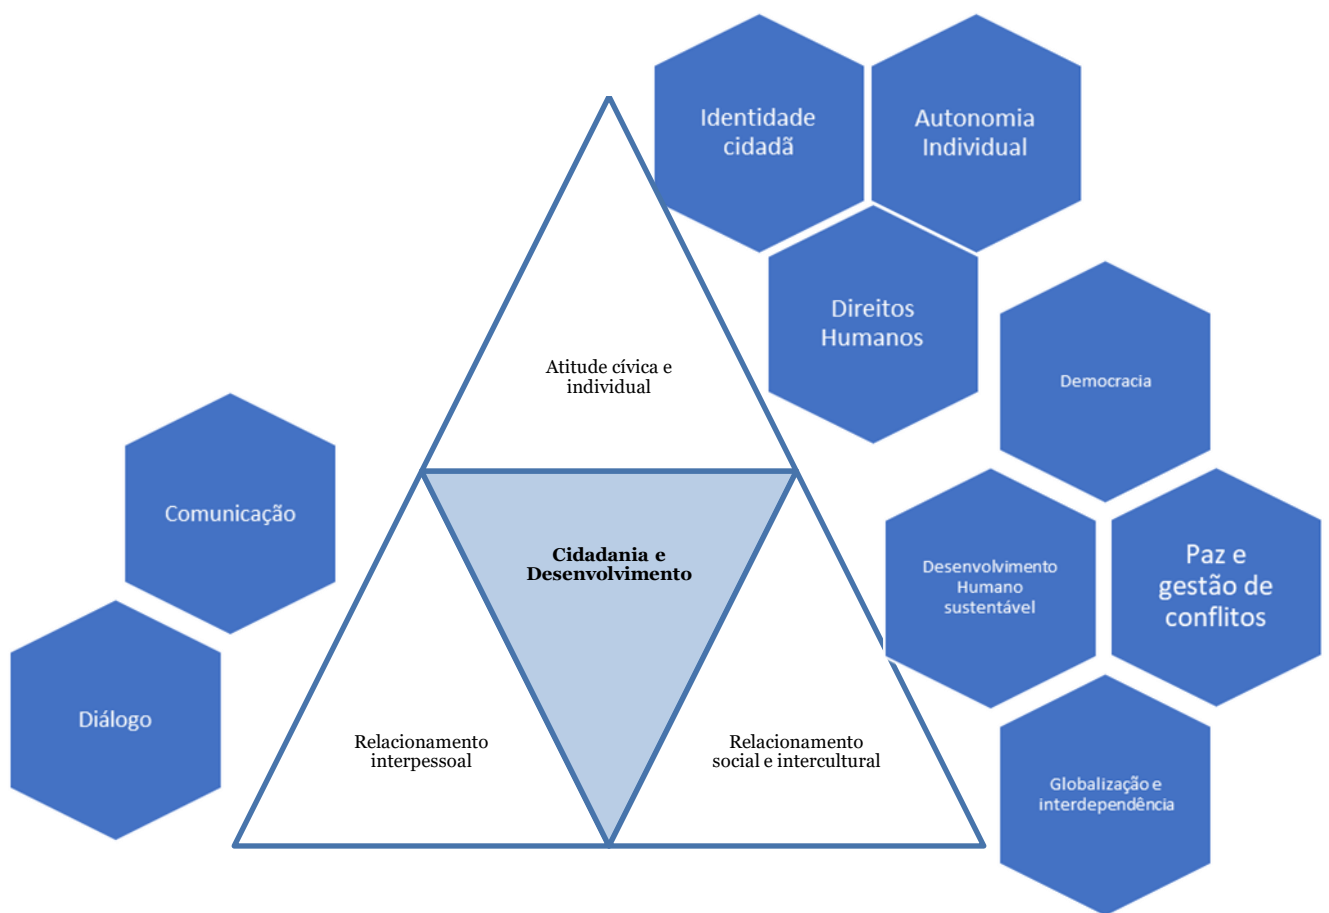 Identidade
cidadã
Autonomia
Individual
Direitos
Humanos
Atitude cívica e
individual
Democracia
Comunicação
Cidadania e
Desenvolvimento
Desenvolvimento
Humano
sustentável
Paz e
gestão de
conflitos
Diálogo
Relacionamento
interpessoal
Relacionamento
social e intercultural
Globalização e
interdependência